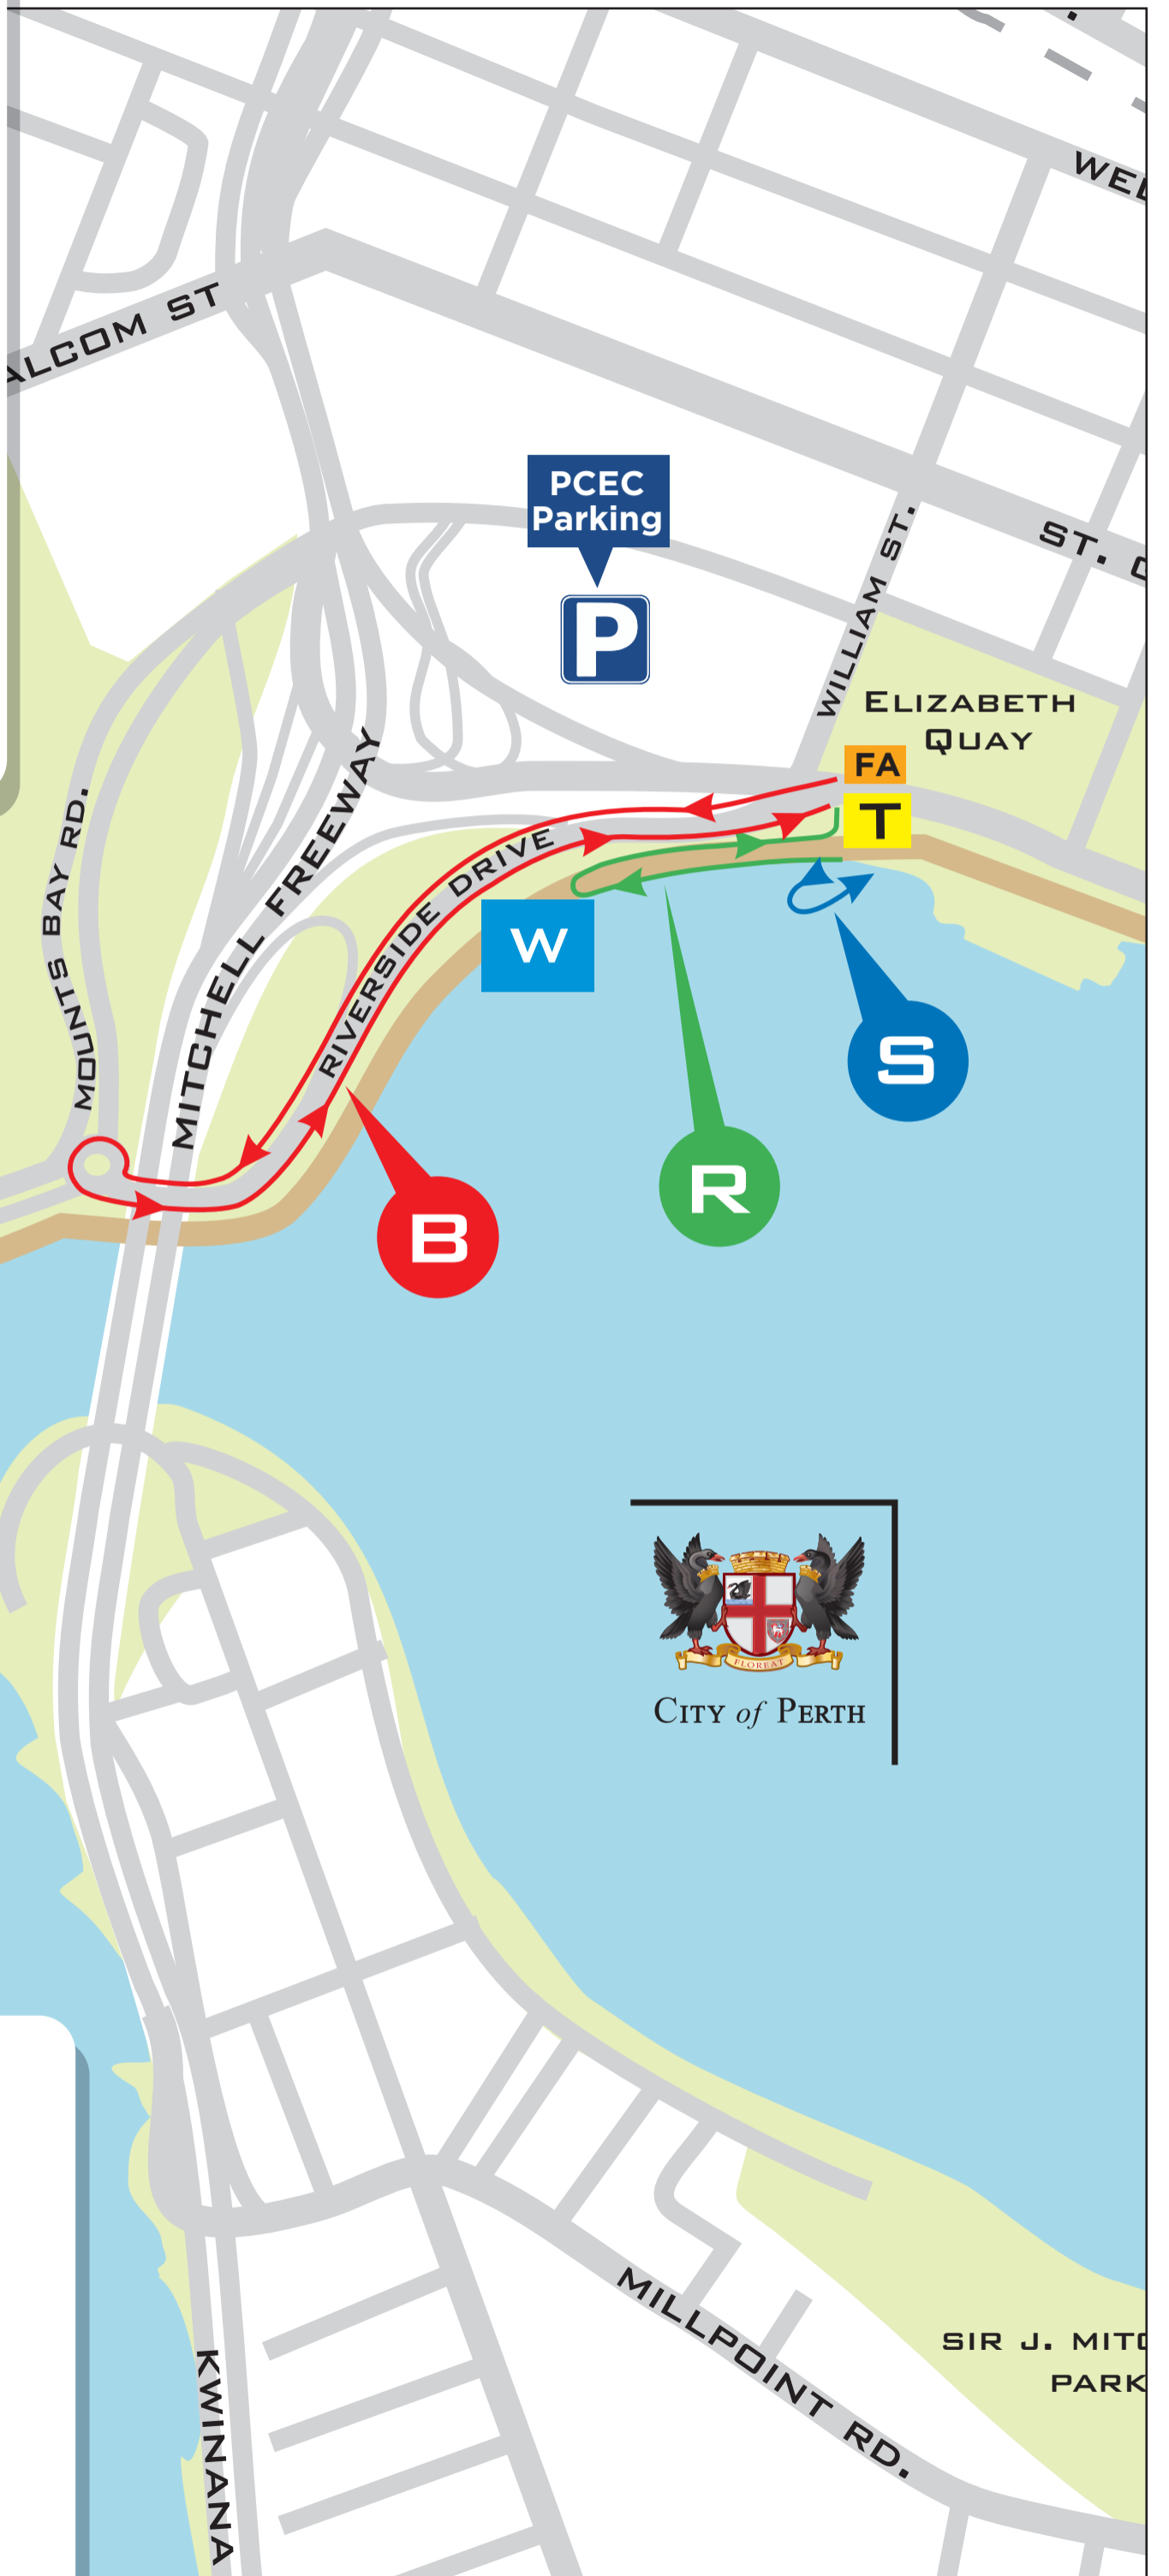 WEL
ALCOM ST
PCEC
Parking
P
ST. C
WILLIAM ST.
ELIZABETH
QUAY
FA
T
MOUNTS BAY RD.
MITCHELL FREEWAY
RIVERSIDE DRIVE
W
S
R
B
FLOREAT
CITY of PERTH
MILLPOINT RD.
SIR J. MITC
PARK
KWINANA